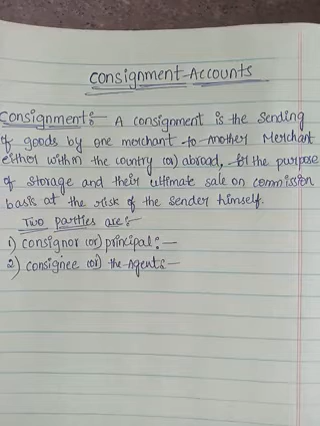 Consignment Accounts
Consignment:- A consignment is the sending
of goods by one merchant to another Merchant
either within the country (or) abroad, for the purpose
of storage and their ultimate sale on commission
basis at the risk of the sender himself.
Two parties are:-
1) consignor (or) principal:-
2) consignee (or) the Agents-